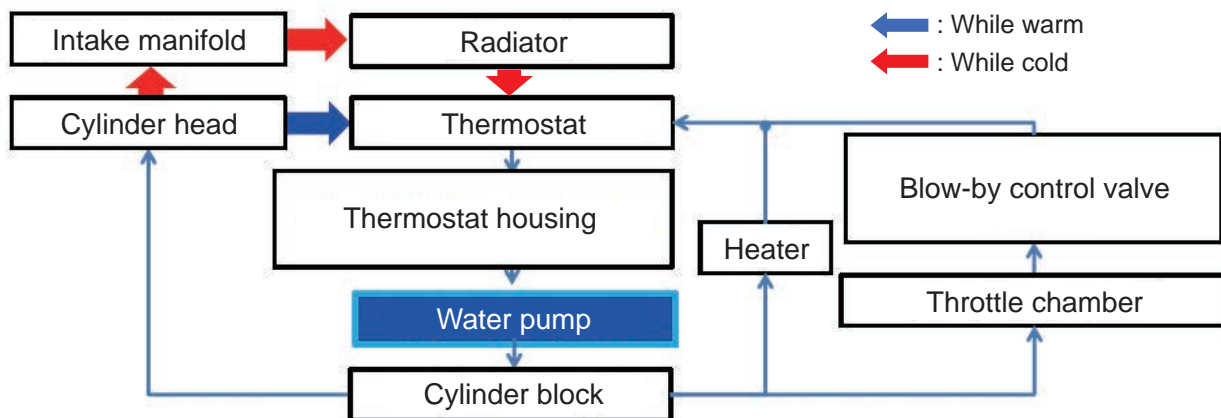 Intake manifold
Radiator
: While warm
: While cold
Cylinder head
Thermostat
Thermostat housing
Blow-by control valve
Heater
Throttle chamber
Water pump
Cylinder block